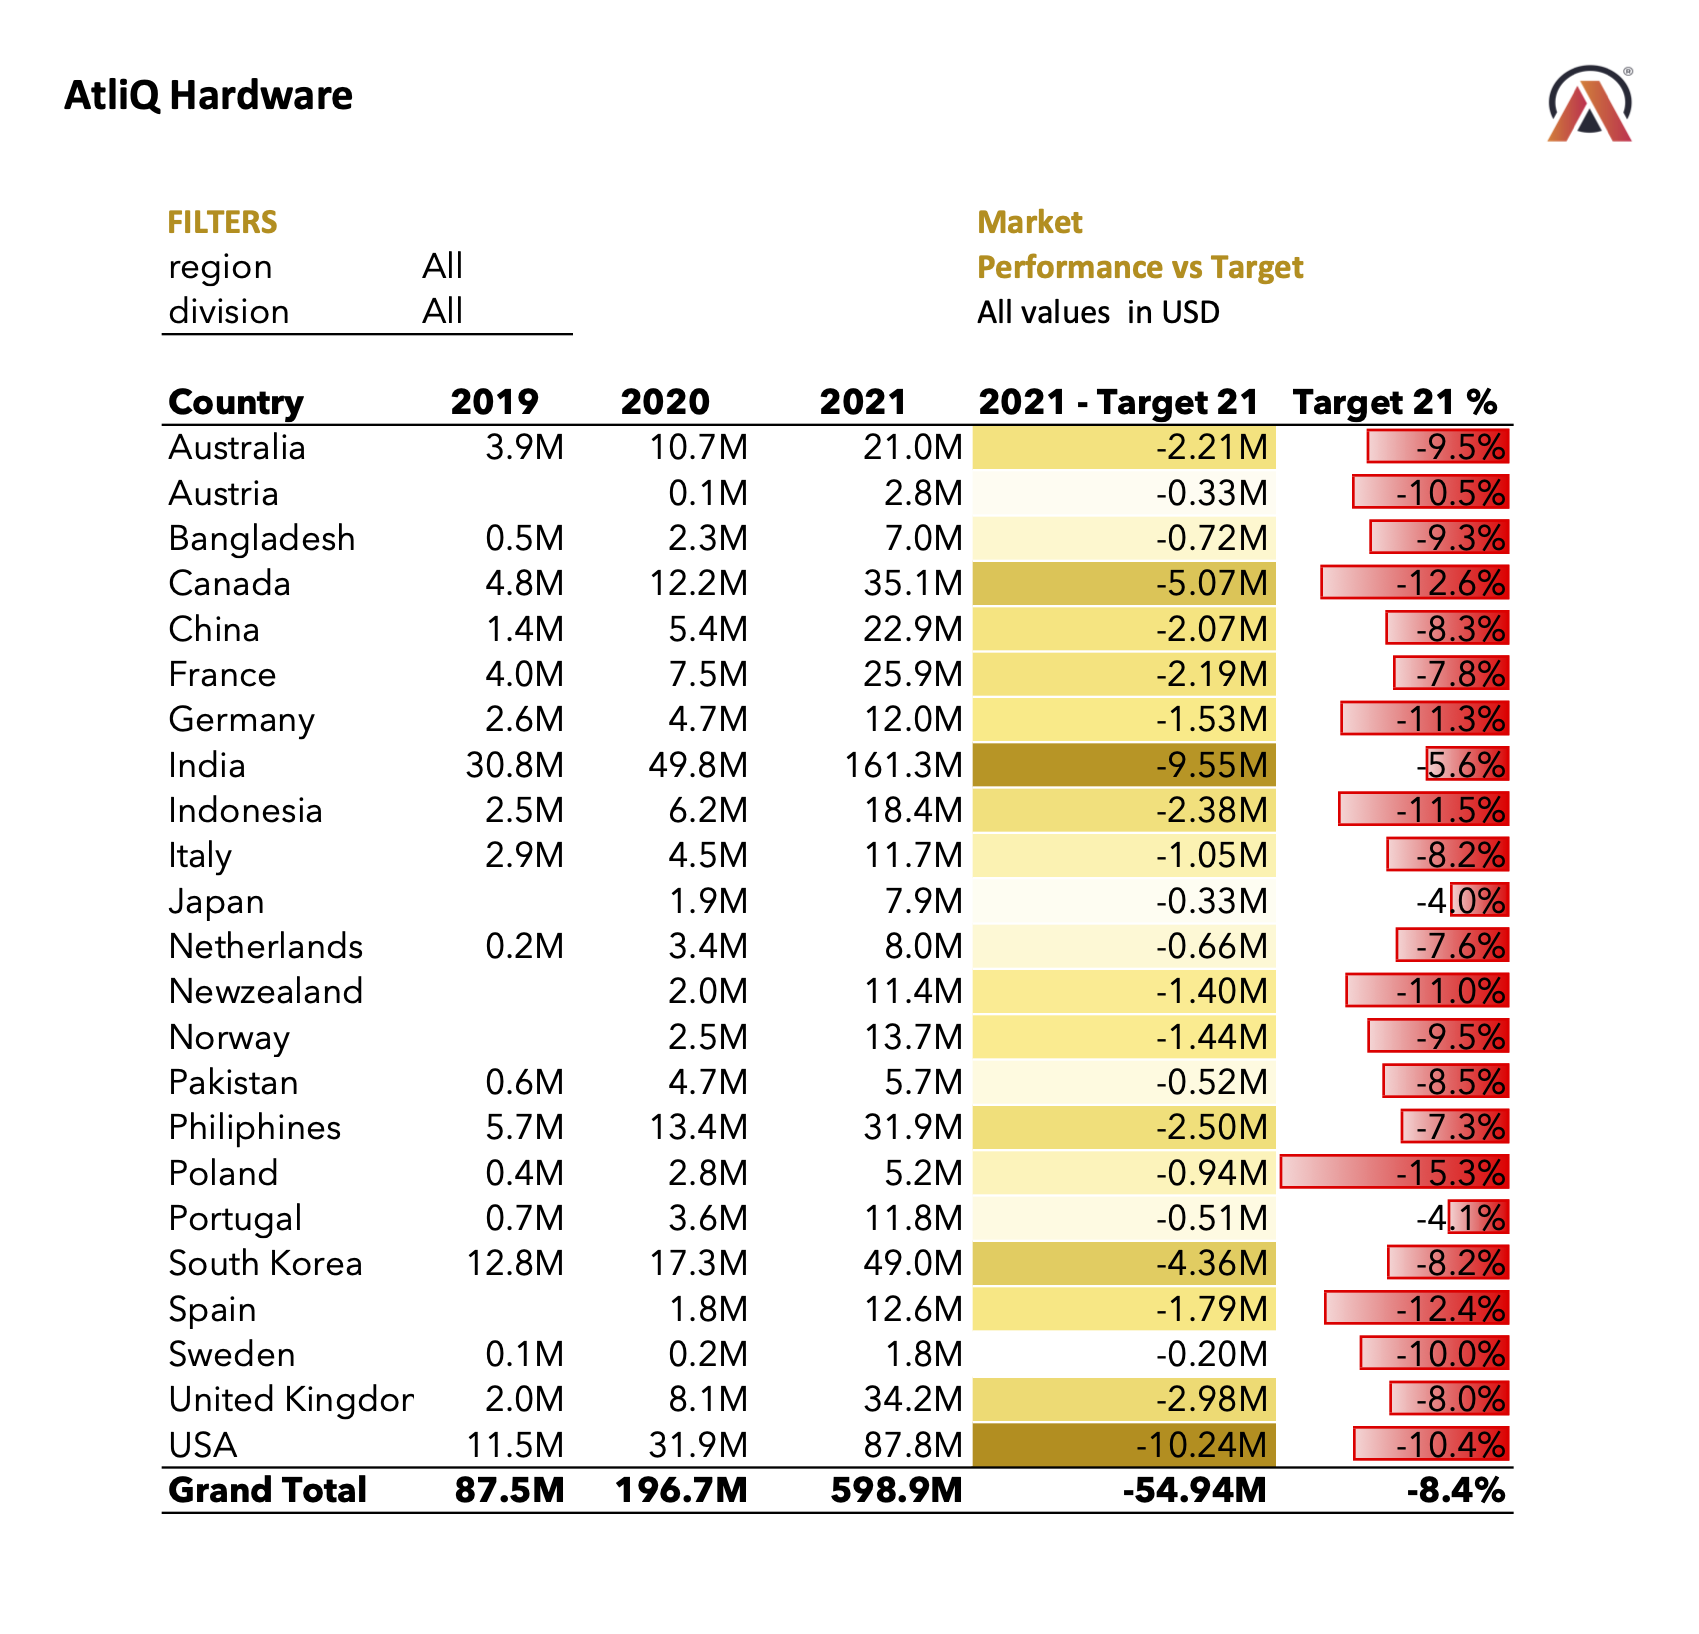 AtliQ Hardware
®
FILTERS
Market
region All
Performance vs Target
division All
All values in USD
Country 2019 2020 2021 2021 - Target 21 Target 21 %
Australia 3.9M 10.7M 21.0M -2.21M -9.5%
Austria 0.1M 2.8M -0.33M -10.5%
Bangladesh 0.5M 2.3M 7.0M -0.72M -9.3%
Canada 4.8M 12.2M 35.1M -5.07M -12.6%
China 1.4M 5.4M 22.9M -2.07M -8.3%
France 4.0M 7.5M 25.9M -2.19M -7.8%
Germany 2.6M 4.7M 12.0M -1.53M -11.3%
India 30.8M 49.8M 161.3M -9.55M -5.6%
Indonesia 2.5M 6.2M 18.4M -2.38M -11.5%
Italy 2.9M 4.5M 11.7M -1.05M -8.2%
Japan 1.9M 7.9M -0.33M -4.0%
Netherlands 0.2M 3.4M 8.0M -0.66M -7.6%
Newzealand 2.0M 11.4M -1.40M -11.0%
Norway 2.5M 13.7M -1.44M -9.5%
Pakistan 0.6M 4.7M 5.7M -0.52M -8.5%
Philiphines 5.7M 13.4M 31.9M -2.50M -7.3%
Poland 0.4M 2.8M 5.2M -0.94M -15.3%
Portugal 0.7M 3.6M 11.8M -0.51M -4.1%
South Korea 12.8M 17.3M 49.0M -4.36M -8.2%
Spain 1.8M 12.6M -1.79M -12.4%
Sweden 0.1M 0.2M 1.8M -0.20M -10.0%
United Kingdor 2.0M 8.1M 34.2M -2.98M -8.0%
USA 11.5M 31.9M 87.8M -10.24M -10.4%
Grand Total 87.5M 196.7M 598.9M -54.94M -8.4%